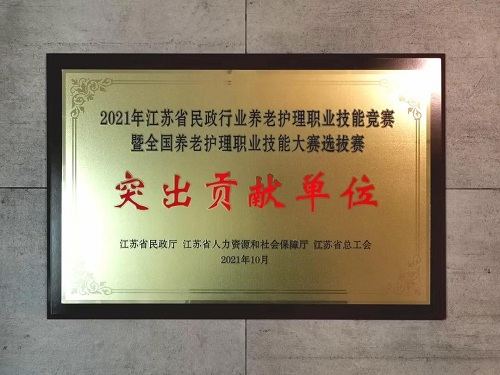 2021年江苏省民政行业养老护理职业技能竞赛
暨全国养老护理职业技能大赛选拔赛
突出贡献单位
江苏省民政厅 江苏省人力资源和社会保障厅 江苏省总工会
2021年10月